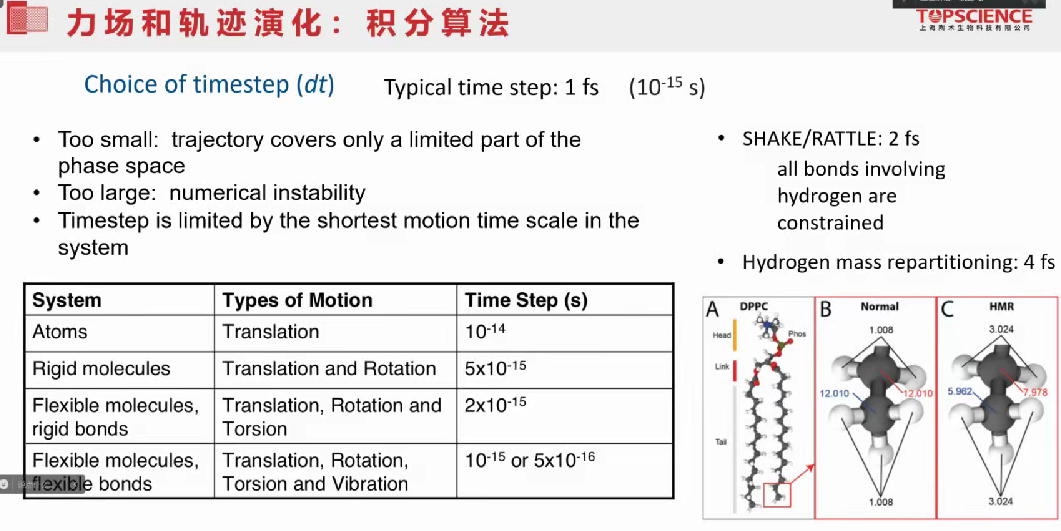 力场和轨迹演化：积分算法
TOPSCIENCE
上海陶术生物科技有限公司
Choice of timestep (dt)
Typical time step: 1 fs (10⁻¹⁵ s)
• Too small: trajectory covers only a limited part of the
phase space
• Too large: numerical instability
• Timestep is limited by the shortest motion time scale in the
system
• SHAKE/RATTLE: 2 fs
all bonds involving
hydrogen are
constrained
• Hydrogen mass repartitioning: 4 fs
System Types of Motion Time Step (s)
Atoms Translation 10⁻¹⁴
Rigid molecules Translation and Rotation 5x10⁻¹⁵
Flexible molecules,
rigid bonds
Translation, Rotation and
Torsion
2x10⁻¹⁵
Flexible molecules,
flexible bonds
Translation, Rotation,
Torsion and Vibration
10⁻¹⁵ or 5x10⁻¹⁶
A DPPC
Head
Phos
Link
Tail
B Normal
1.008
12.010
12.010
1.008
C HMR
3.024
5.962
7.978
3.024